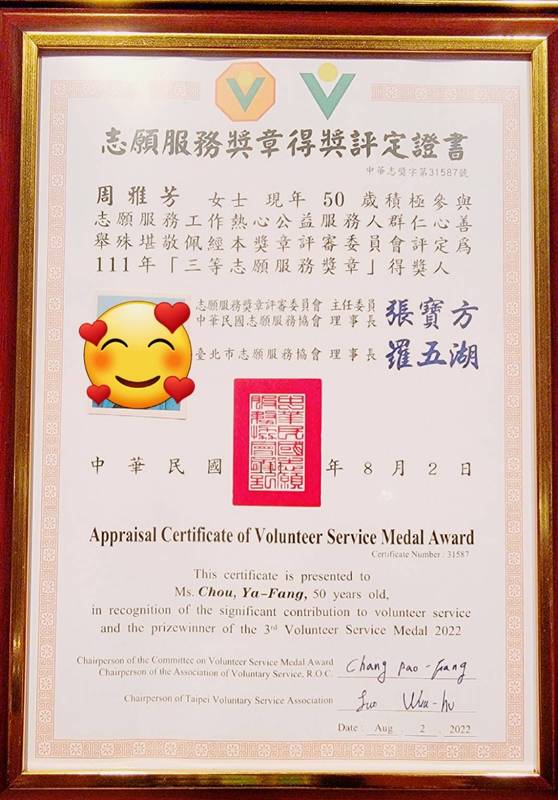 志願服務獎章得獎評定證書
中華志獎字第31587號
周雅芳 女士 現年 50 歲積極參與
志願服務工作熱心公益服務人群仁心善
舉殊堪敬佩經本獎章評審委員會評定為
111年「三等志願服務獎章」得獎人
志願服務獎章評審委員會 主任委員
中華民國志願服務協會 理事長 張寶方
臺北市志願服務協會 理事長 羅五湖
中華民國 年8月2日
Appraisal Certificate of Volunteer Service Medal Award
Certificate Number : 31587
This certificate is presented to
Ms. Chou, Ya-Fang, 50 years old,
in recognition of the significant contribution to volunteer service
and the prizewinner of the 3rd Volunteer Service Medal 2022
Chairperson of the Committee on Volunteer Service Medal Award
Chairperson of the Association of Voluntary Service, R.O.C. Chang Pao-fang
Chairperson of Taipei Voluntary Service Association Luo Wuu-hu
Date : Aug. 2 , 2022